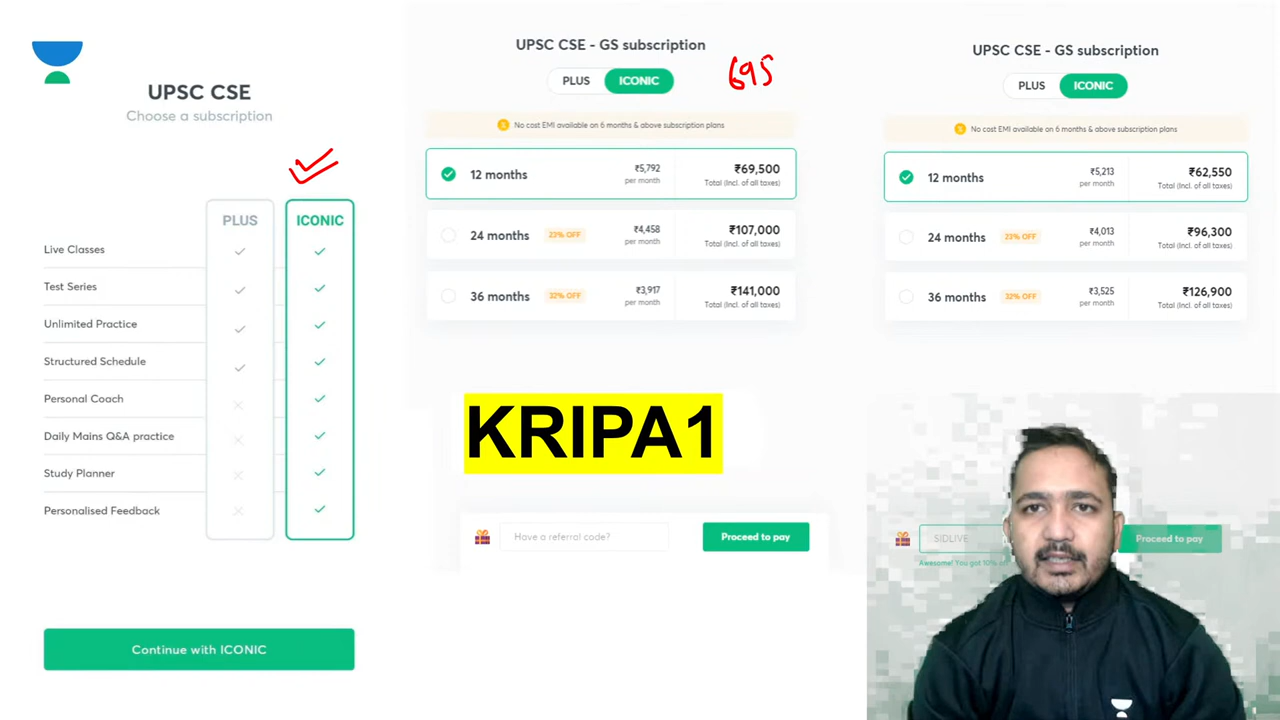 UPSC CSE
Choose a subscription
PLUS ICONIC
Live Classes
Test Series
Unlimited Practice
Structured Schedule
Personal Coach
Daily Mains Q&A practice
Study Planner
Personalised Feedback
Continue with ICONIC
UPSC CSE - GS subscription
PLUS ICONIC
695
No cost EMI available on 6 months & above subscription plans
12 months ₹5,792 ₹69,500
per month Total (Incl. of all taxes)
24 months 23% OFF ₹4,458 ₹107,000
per month Total (Incl. of all taxes)
36 months 32% OFF ₹3,917 ₹141,000
per month Total (Incl. of all taxes)
KRIPA1
Have a referral code? Proceed to pay
UPSC CSE - GS subscription
PLUS ICONIC
No cost EMI available on 6 months & above subscription plans
12 months ₹5,213 ₹62,550
per month Total (Incl. of all taxes)
24 months 23% OFF ₹4,013 ₹96,300
per month Total (Incl. of all taxes)
36 months 32% OFF ₹3,525 ₹126,900
per month Total (Incl. of all taxes)
SIDLIVE Proceed to pay
Awesome! You got 10%